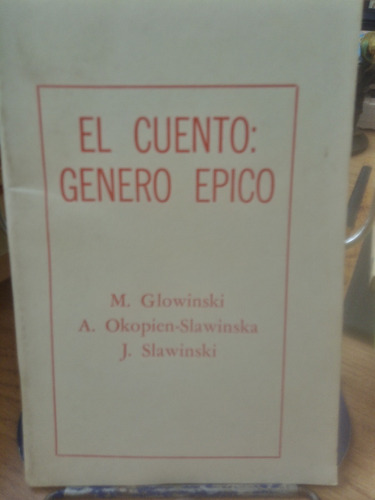 EL CUENTO:
GENERO EPICO
M. Glowinski
A. Okopien-Slawinska
J. Slawinski